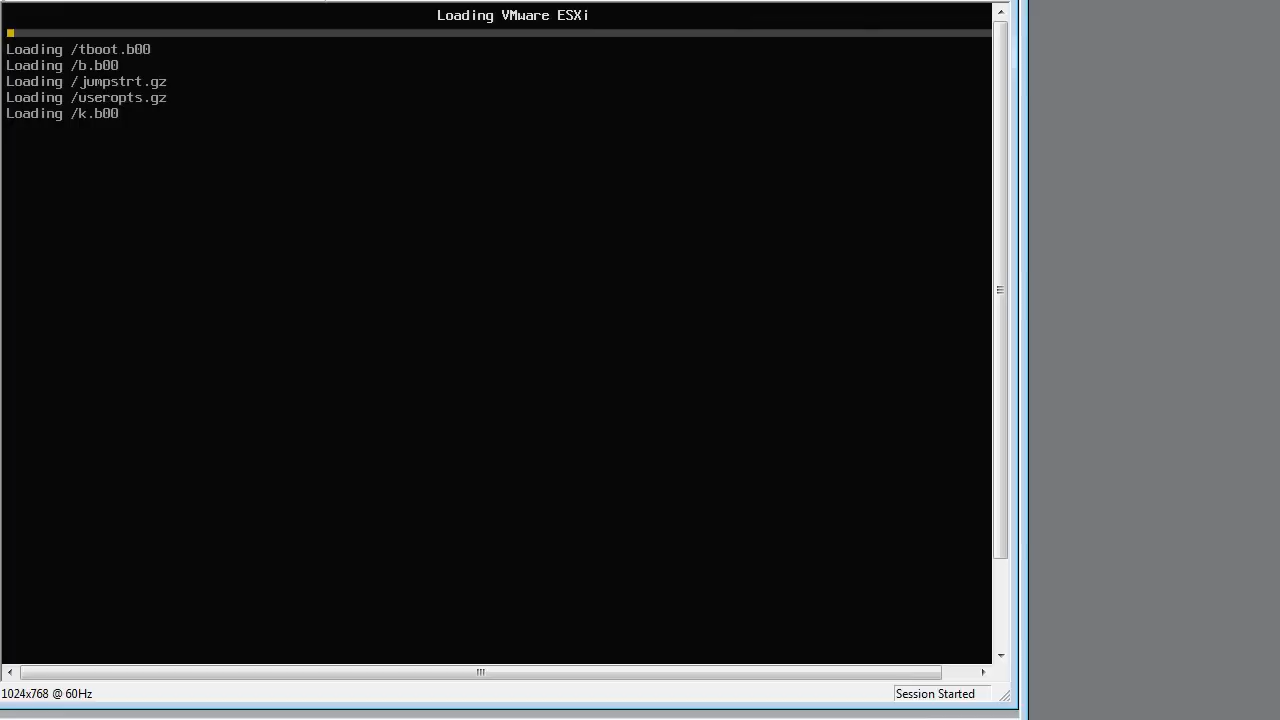 Loading VMware ESXi
Loading /tboot.b00
Loading /b.b00
Loading /jumpstrt.gz
Loading /useropts.gz
Loading /k.b00
1024x768 @ 60Hz
Session Started